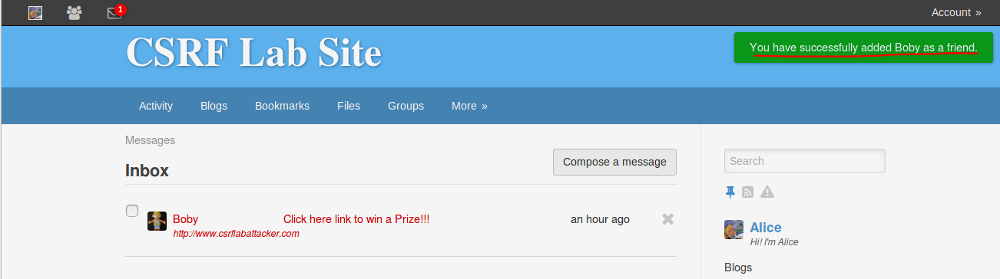 1
Account »
CSRF Lab Site
You have successfully added Boby as a friend.
Activity Blogs Bookmarks Files Groups More »
Messages
Inbox
Compose a message
Boby Click here link to win a Prize!!! an hour ago
http://www.csrflabattacker.com
Search
Alice
Hi! I'm Alice
Blogs